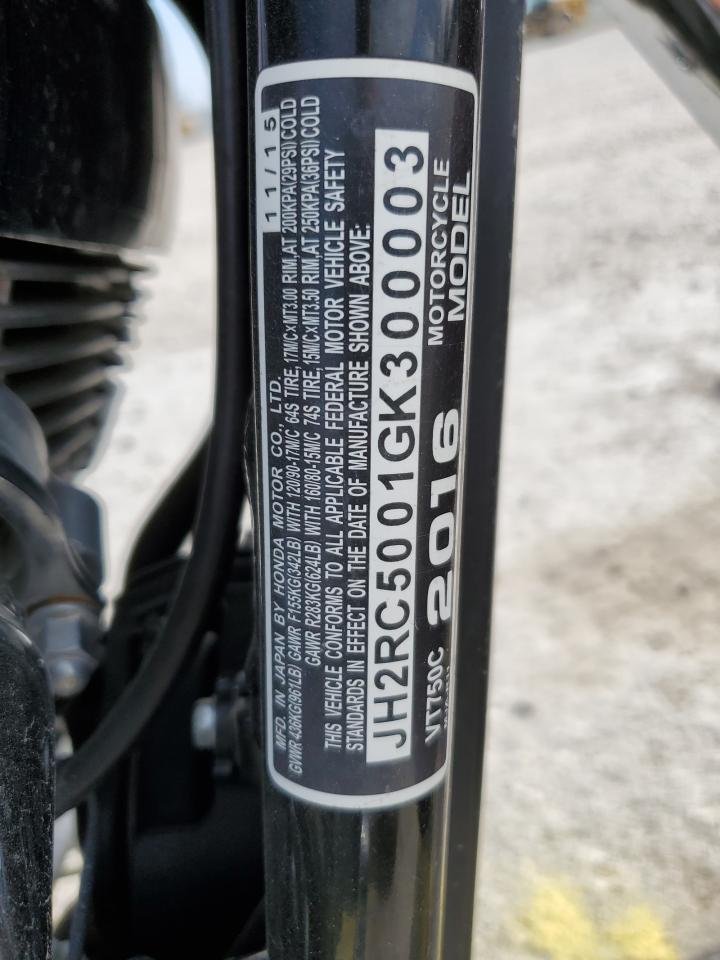 11/15
MFD. IN JAPAN BY HONDA MOTOR CO., LTD.
GVWR 436KG(961LB) GAWR F155KG(342LB) WITH 120/90-17M/C 64S TIRE, 17M/C×MT3.00 RIM, AT 200KPA(29PSI)COLD
GAWR R283KG(624LB) WITH 160/80-15M/C 74S TIRE, 15M/C×MT3.50 RIM, AT 250KPA(36PSI)COLD
THIS VEHICLE CONFORMS TO ALL APPLICABLE FEDERAL MOTOR VEHICLE SAFETY
STANDARDS IN EFFECT ON THE DATE OF MANUFACTURE SHOWN ABOVE:
JH2RC5001GK300003
VT750C 2016 MOTORCYCLE
MODEL